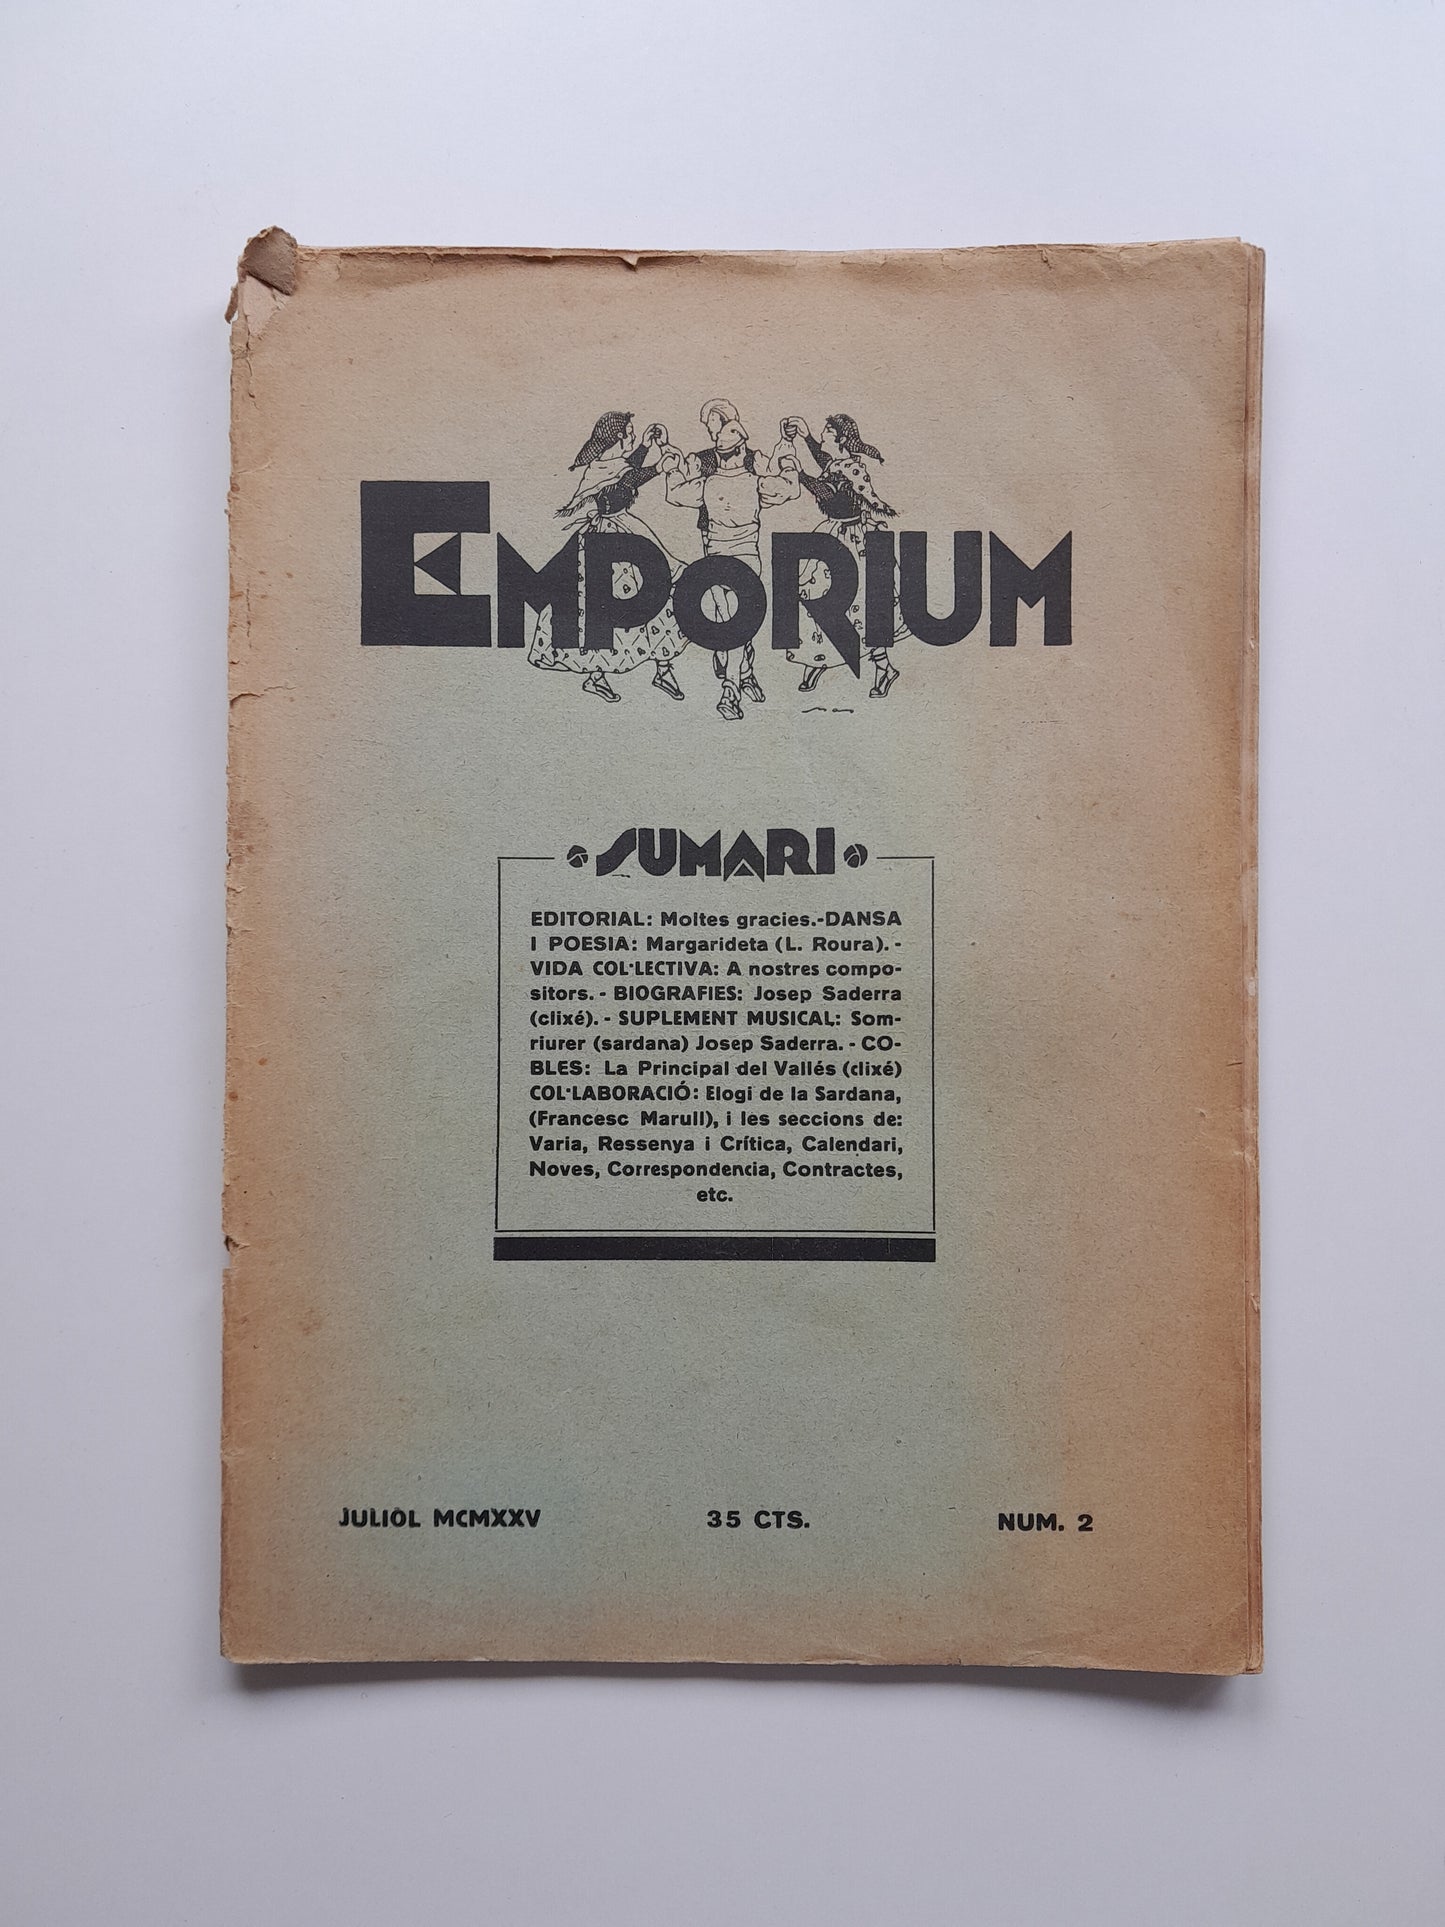 EMPORIUM
SUMARI
EDITORIAL: Moltes gracies.-DANSA
I POESIA: Margarideta (L. Roura). -
VIDA COL·LECTIVA: A nostres compo-
sitors. - BIOGRAFIES: Josep Saderra
(clixé). - SUPLEMENT MUSICAL: Som-
riurer (sardana) Josep Saderra. - CO-
BLES: La Principal del Vallés (clixé)
COL·LABORACIÓ: Elogi de la Sardana,
(Francesc Marull), i les seccions de:
Varia, Ressenya i Crítica, Calendari,
Noves, Correspondencia, Contractes,
etc.
JULIOL MCMXXV 35 CTS. NUM. 2